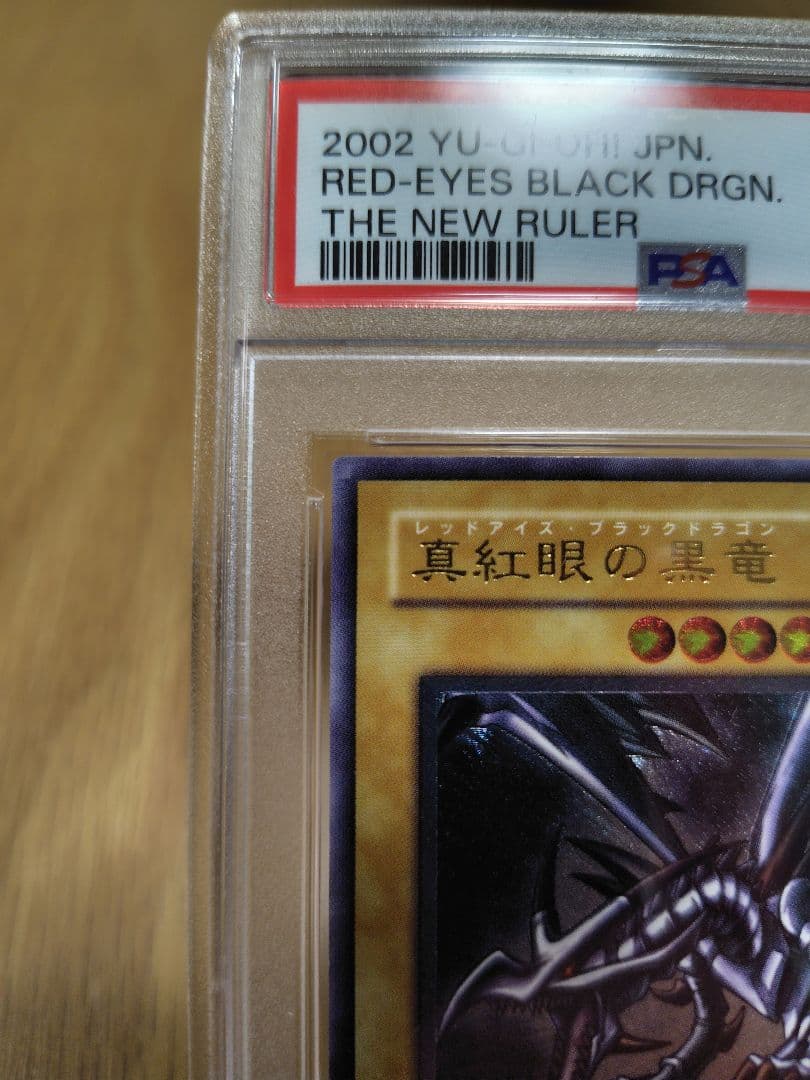 2002 YU-GI-OH! JPN.
RED-EYES BLACK DRGN.
THE NEW RULER
PSA
レッドアイズ・ブラックドラゴン
真紅眼の黒竜